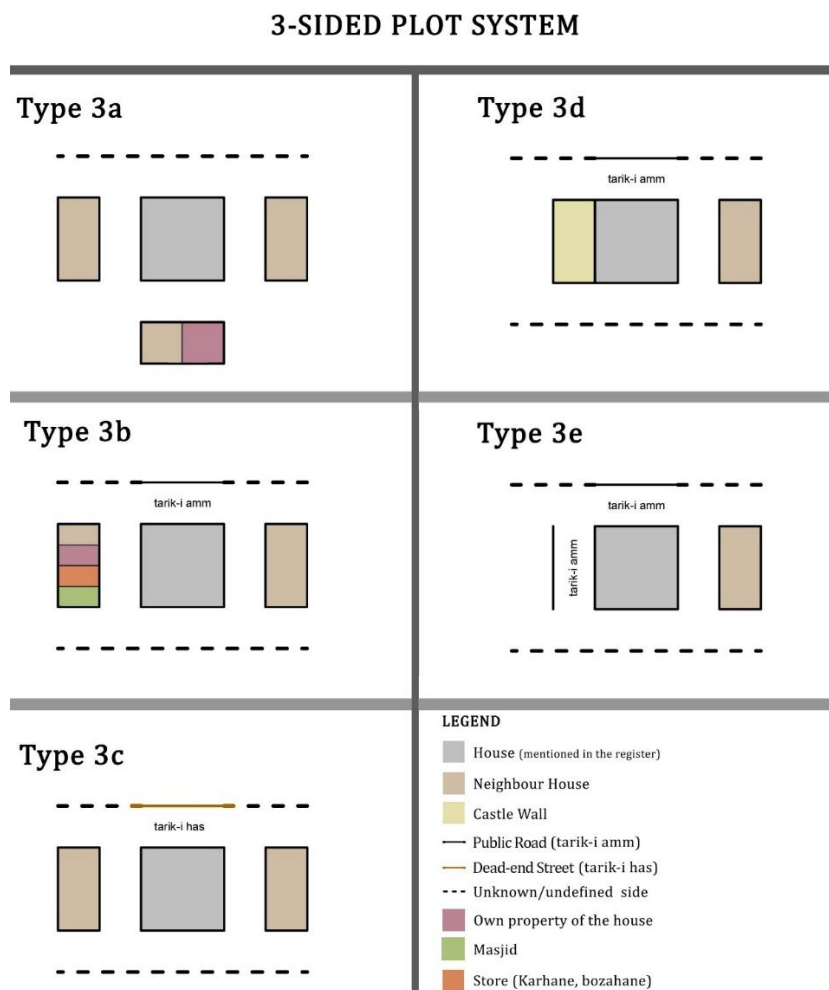 3-SIDED PLOT SYSTEM
Type 3a
Type 3d
tarik-i amm
Type 3b
tarik-i amm
Type 3e
tarik-i amm
tarik-i amm
Type 3c
tarik-i has
LEGEND
House (mentioned in the register)
Neighbour House
Castle Wall
Public Road (tarik-i amm)
Dead-end Street (tarik-i has)
Unknown/undefined side
Own property of the house
Masjid
Store (Karhane, bozahane)